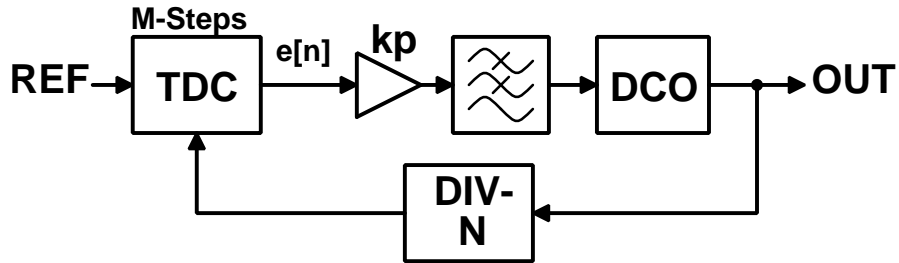 M-Steps
REF
TDC
e[n]
kp
DCO
OUT
DIV-
N